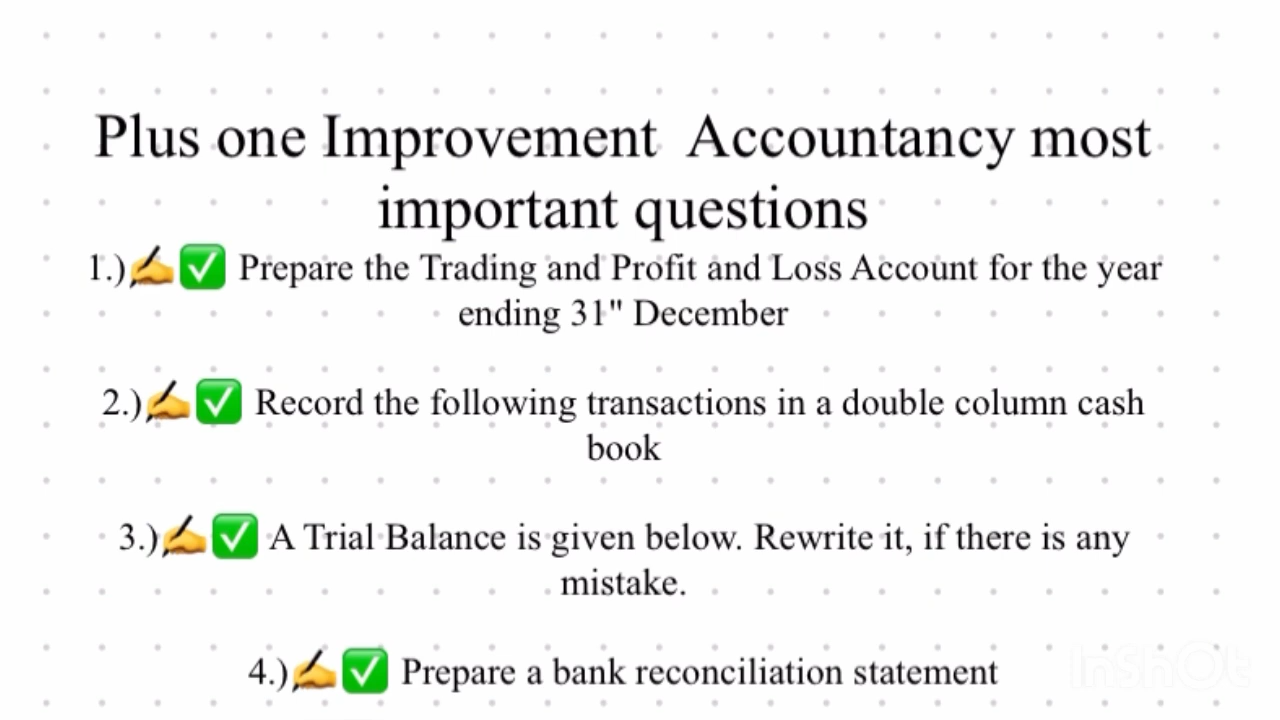 Plus one Improvement Accountancy most
important questions
1.)✍️✅ Prepare the Trading and Profit and Loss Account for the year
ending 31" December
2.)✍️✅ Record the following transactions in a double column cash
book
3.)✍️✅ A Trial Balance is given below. Rewrite it, if there is any
mistake.
4.)✍️✅ Prepare a bank reconciliation statement
InShOt